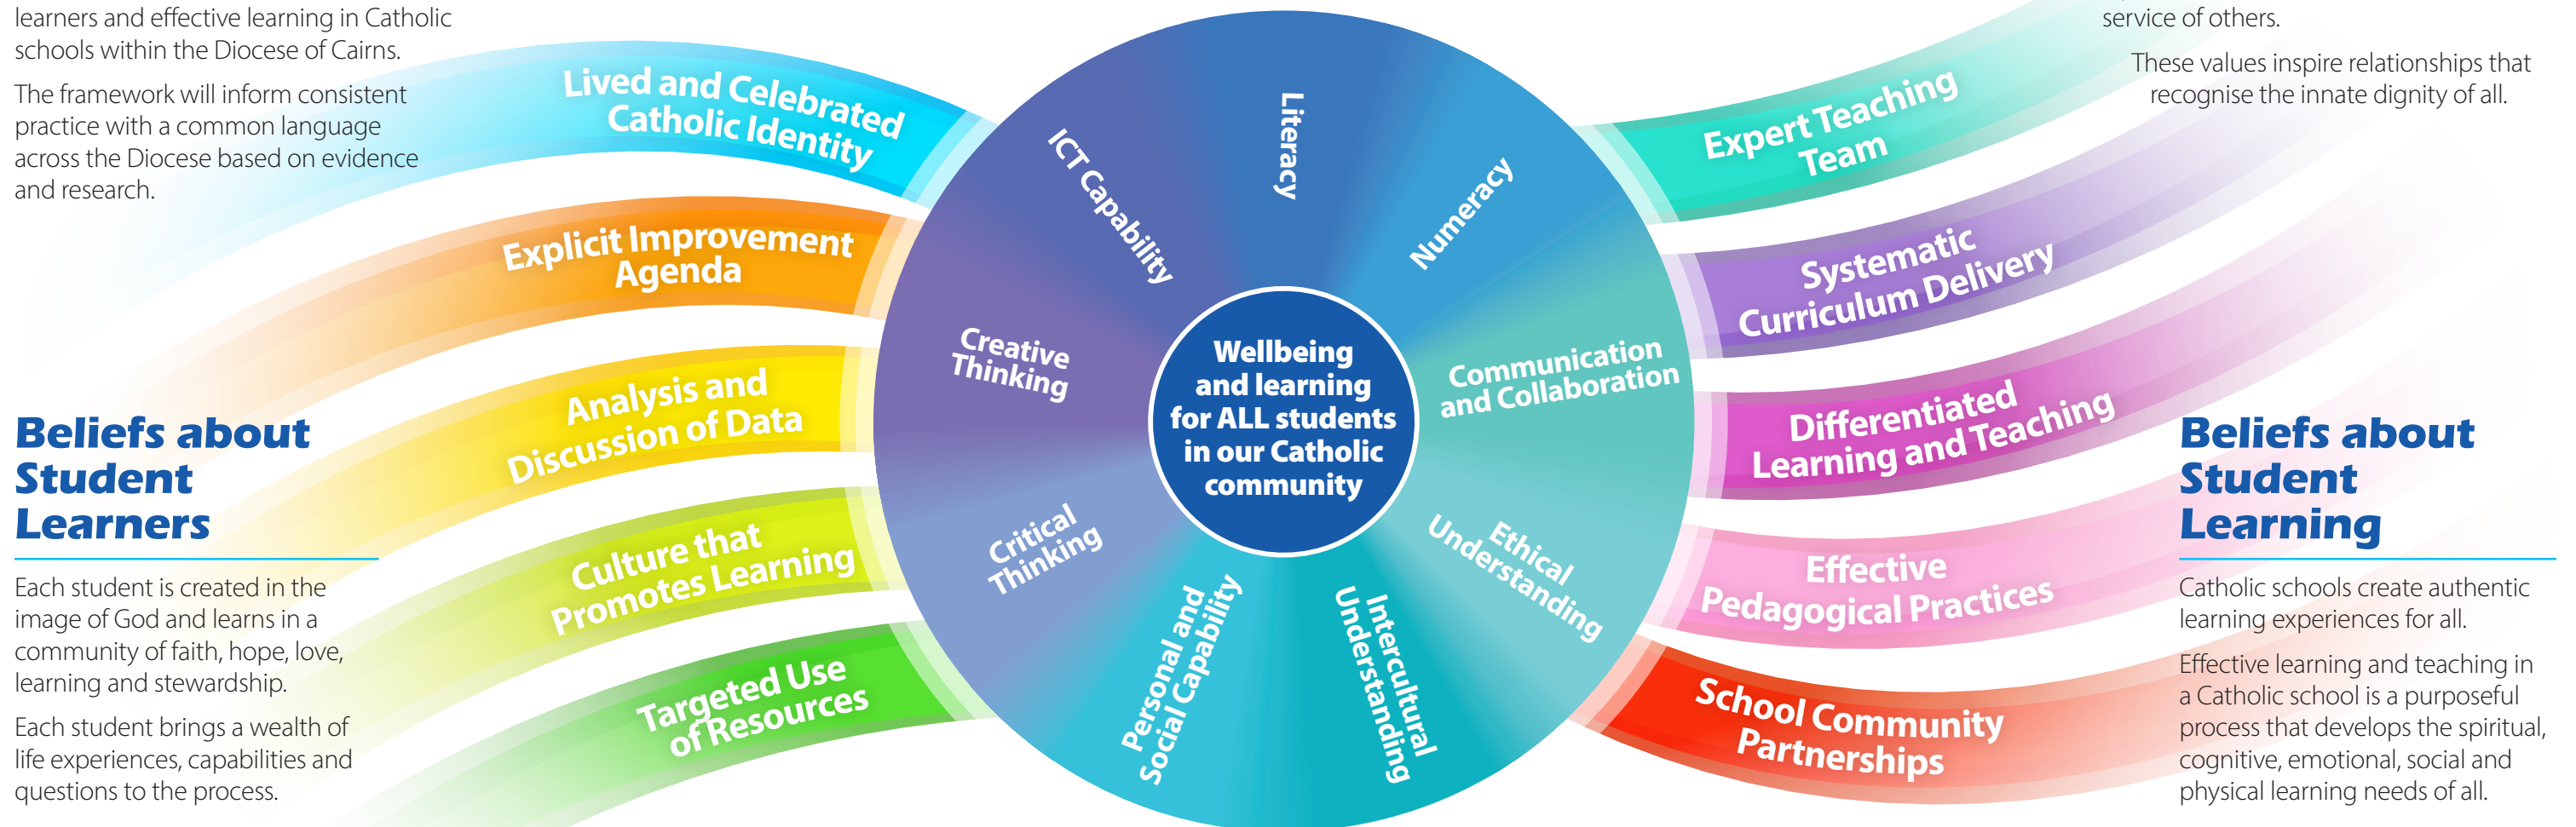 learners and effective learning in Catholic
schools within the Diocese of Cairns.
The framework will inform consistent
practice with a common language
across the Diocese based on evidence
and research.
Beliefs about
Student
Learners
Each student is created in the
image of God and learns in a
community of faith, hope, love,
learning and stewardship.
Each student brings a wealth of
life experiences, capabilities and
questions to the process.
Lived and Celebrated
Catholic Identity
Explicit Improvement
Agenda
Analysis and
Discussion of Data
Culture that
Promotes Learning
Targeted Use
of Resources
Literacy
Numeracy
Communication
and Collaboration
Ethical
Understanding
Intercultural
Understanding
Personal and
Social Capability
Critical
Thinking
Creative
Thinking
ICT Capability
Wellbeing
and learning
for ALL students
in our Catholic
community
Expert Teaching
Team
Systematic
Curriculum Delivery
Differentiated
Learning and Teaching
Effective
Pedagogical Practices
School Community
Partnerships
service of others.
These values inspire relationships that
recognise the innate dignity of all.
Beliefs about
Student
Learning
Catholic schools create authentic
learning experiences for all.
Effective learning and teaching in
a Catholic school is a purposeful
process that develops the spiritual,
cognitive, emotional, social and
physical learning needs of all.